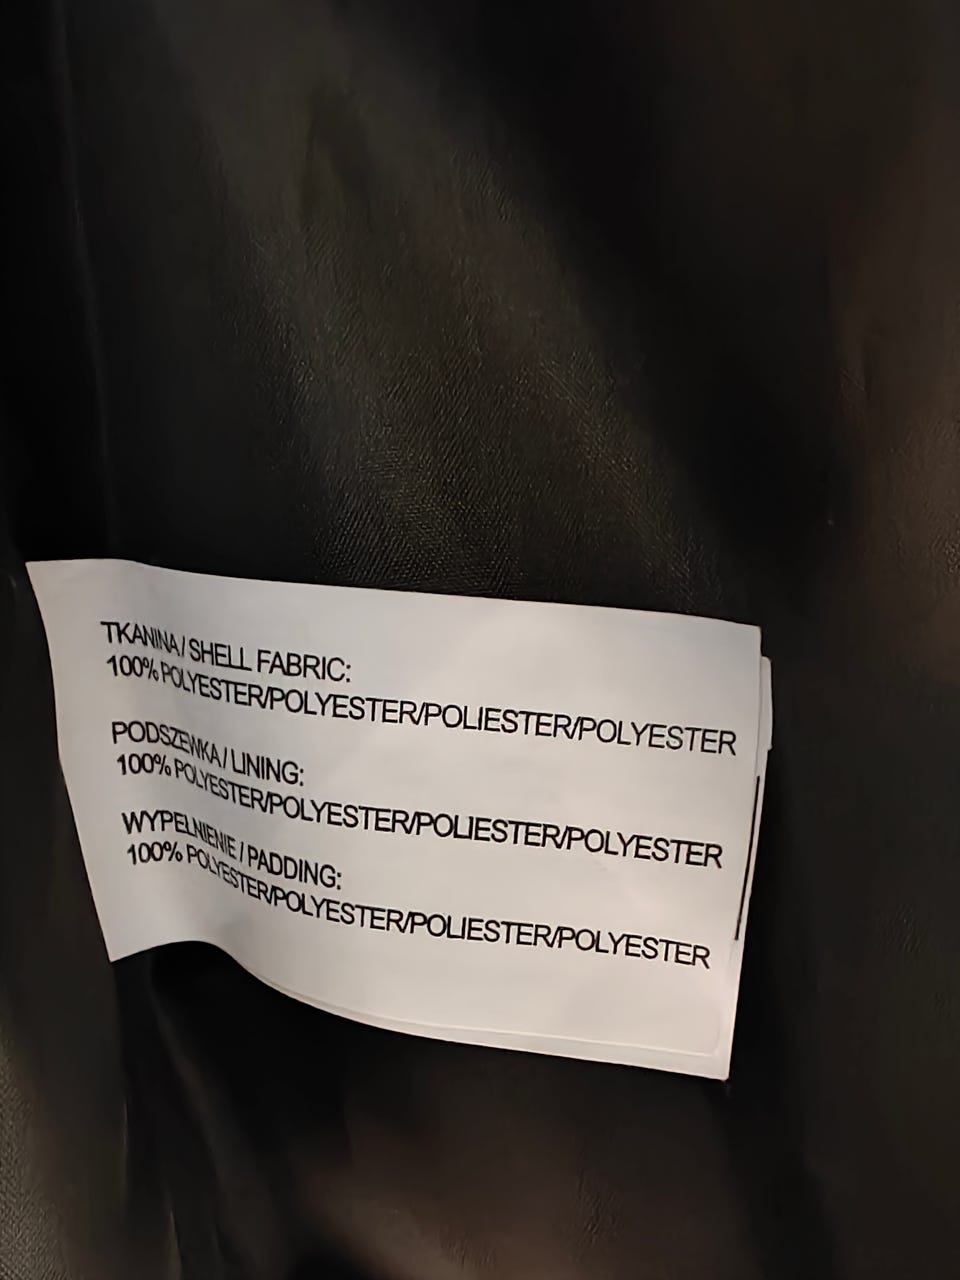 TKANINA/ SHELL FABRIC:
100% POLYESTER/POLYESTER/POLIESTER/POLYESTER
PODSZEWKA/ LINING:
100% POLYESTER/POLYESTER/POLIESTER/POLYESTER
WYPEŁNIENIE / PADDING:
100% POLYESTER/POLYESTER/POLIESTER/POLYESTER